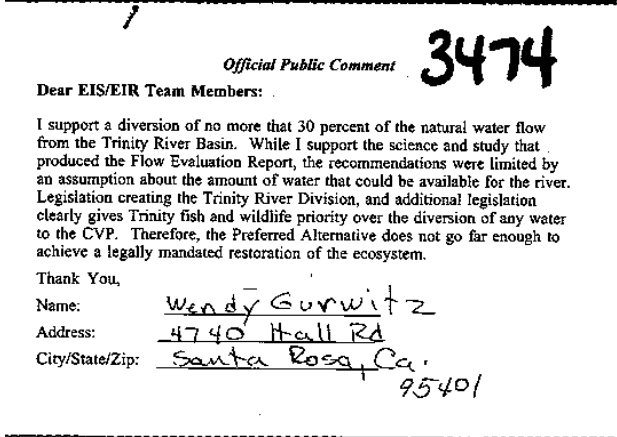 Official Public Comment 3474
Dear EIS/EIR Team Members:
I support a diversion of no more that 30 percent of the natural water flow
from the Trinity River Basin. While I support the science and study that
produced the Flow Evaluation Report, the recommendations were limited by
an assumption about the amount of water that could be available for the river.
Legislation creating the Trinity River Division, and additional legislation
clearly gives Trinity fish and wildlife priority over the diversion of any water
to the CVP. Therefore, the Preferred Alternative does not go far enough to
achieve a legally mandated restoration of the ecosystem.
Thank You,
Name: Wendy Gurwitz
Address: 4740 Hall Rd
City/State/Zip: Santa Rosa, Ca.
95401